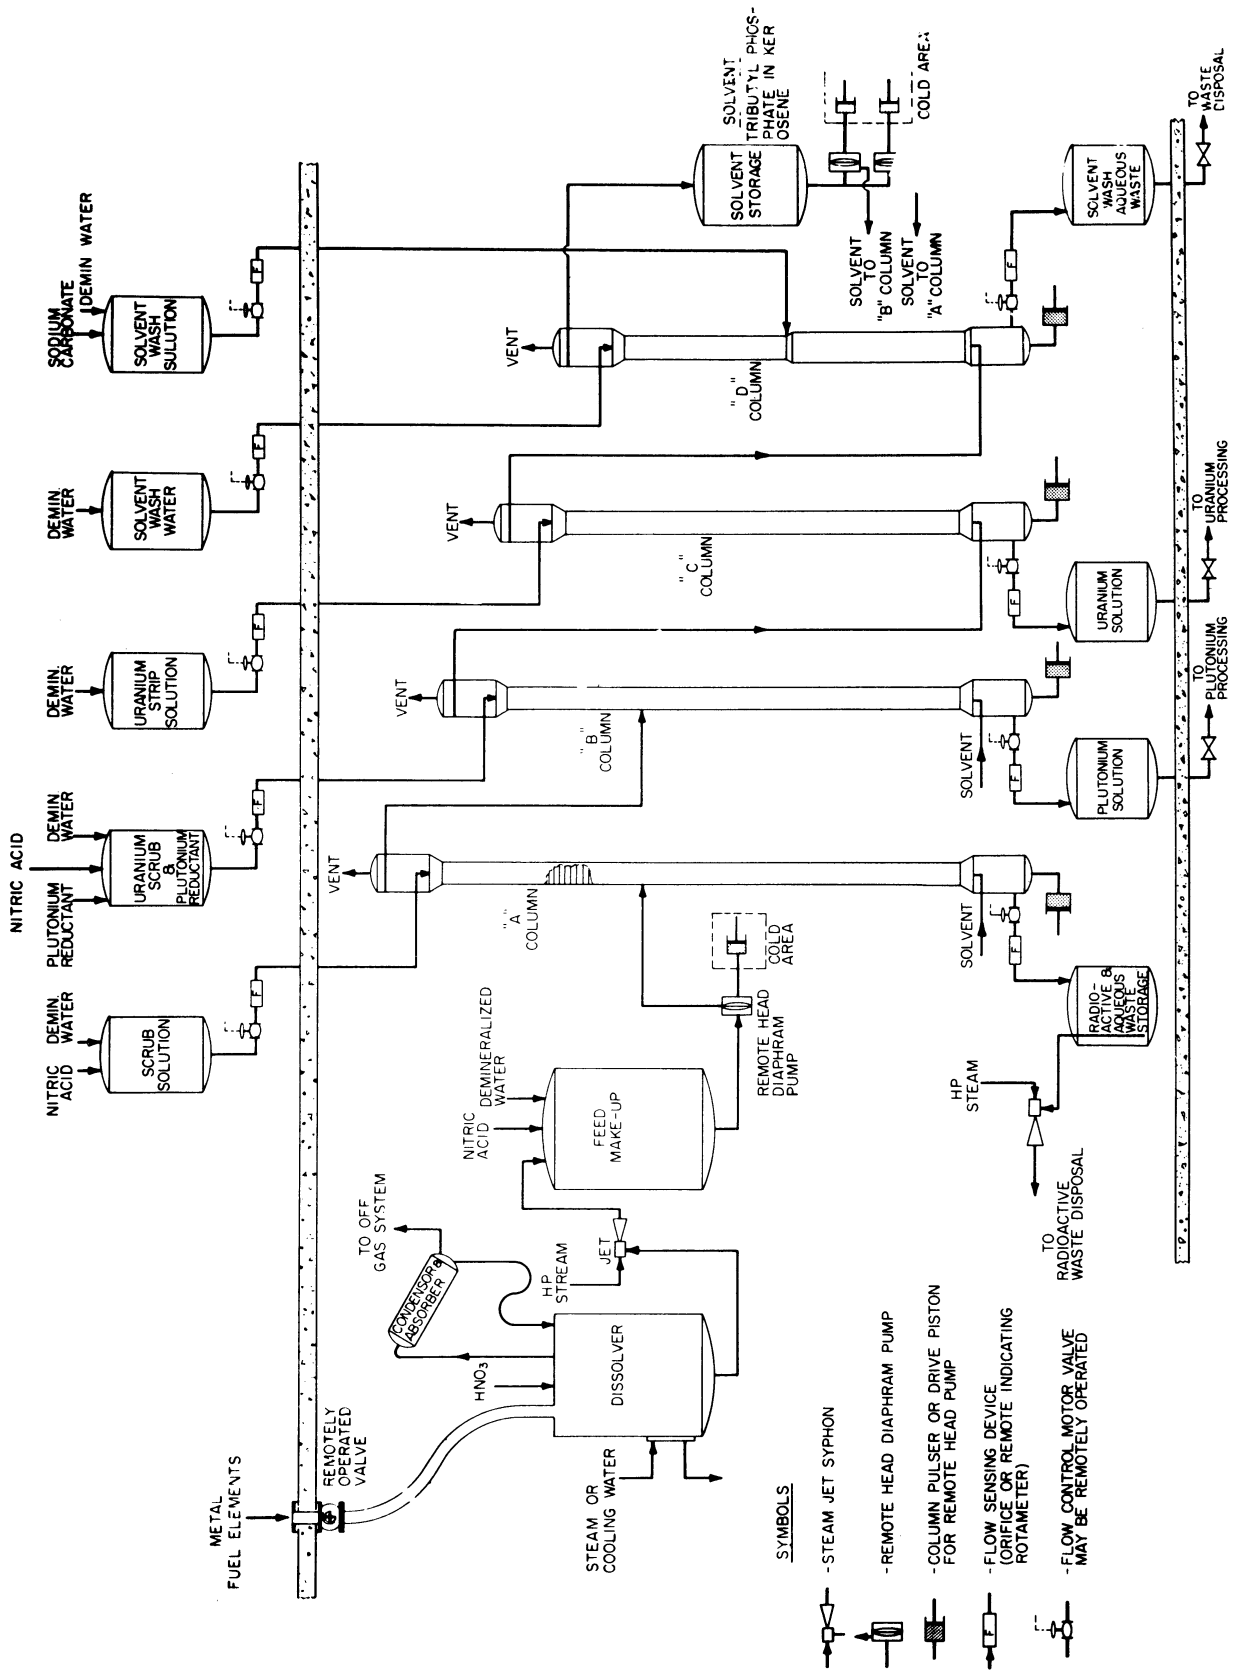 METAL
FUEL ELEMENTS
REMOTELY
OPERATED
VALVE
STEAM OR
COOLING WATER
HNO3
DISSOLVER
CONDENSOR &
ABSORBER
TO OFF
GAS SYSTEM
HP
STREAM
JET
NITRIC
ACID
DEMINERALIZED
WATER
FEED
MAKE-UP
REMOTE HEAD
DIAPHRAM
PUMP
COLD
AREA
NITRIC
ACID
DEMIN.
WATER
SCRUB
SOLUTION
F
NITRIC ACID
PLUTONIUM
REDUCTANT
DEMIN
WATER
URANIUM
SCRUB
&
PLUTONIUM
REDUCTANT
F
DEMIN.
WATER
URANIUM
STRIP
SOLUTION
F
DEMIN.
WATER
SOLVENT
WASH
WATER
F
SODIUM
CARBONATE
DEMIN WATER
SOLVENT
WASH
SULUTION
F
VENT
"A"
COLUMN
SOLVENT
F
RADIO-
ACTIVE &
AQUEOUS
WASTE
STORAGE
HP
STEAM
TO
RADIOACTIVE
WASTE DISPOSAL
VENT
"B"
COLUMN
SOLVENT
F
PLUTONIUM
SOLUTION
TO
PLUTONIUM
PROCESSING
VENT
"C"
COLUMN
F
URANIUM
SOLUTION
TO
URANIUM
PROCESSING
VENT
"D"
COLUMN
F
SOLVENT
WASH
AQUEOUS
WASTE
TO
WASTE
DISPOSAL
SOLVENT
STORAGE
SOLVENT
TRIBUTYL PHOS-
PHATE IN KER
OSENE
COLD AREA
SOLVENT
TO
"B" COLUMN
SOLVENT
TO
"A" COLUMN
SYMBOLS
- STEAM JET SYPHON
- REMOTE HEAD DIAPHRAM PUMP
- COLUMN PULSER OR DRIVE PISTON
FOR REMOTE HEAD PUMP
F
- FLOW SENSING DEVICE
(ORIFICE OR REMOTE INDICATING
ROTAMETER)
- FLOW CONTROL MOTOR VALVE
MAY BE REMOTELY OPERATED